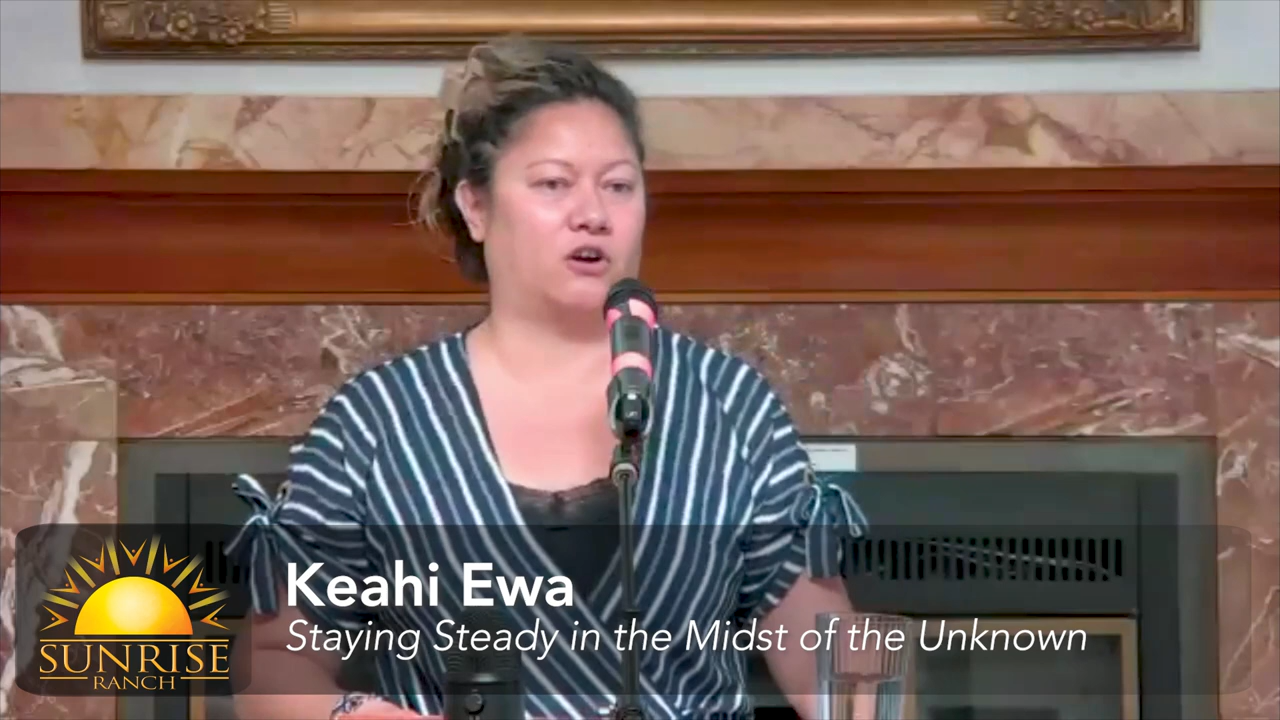 Keahi Ewa
Staying Steady in the Midst of the Unknown
SUNRISE
RANCH